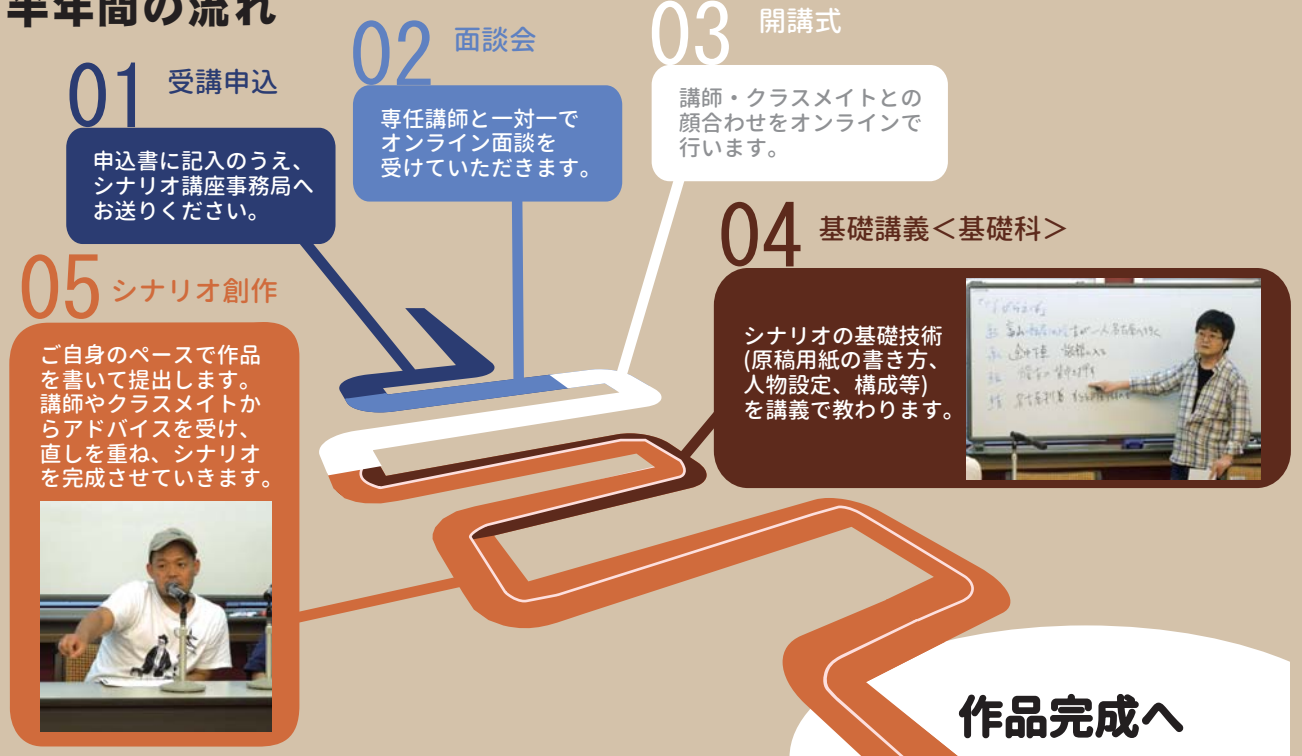 半年間の流れ
01 受講申込
申込書に記入のうえ、
シナリオ講座事務局へ
お送りください。
02 面談会
専任講師と一対一で
オンライン面談を
受けていただきます。
03 開講式
講師・クラスメイトとの
顔合わせをオンラインで
行います。
04 基礎講義＜基礎科＞
シナリオの基礎技術
(原稿用紙の書き方、
人物設定、構成等)
を講義で教わります。
05 シナリオ創作
ご自身のペースで作品
を書いて提出します。
講師やクラスメイトか
らアドバイスを受け、
直しを重ね、シナリオ
を完成させていきます。
作品完成へ